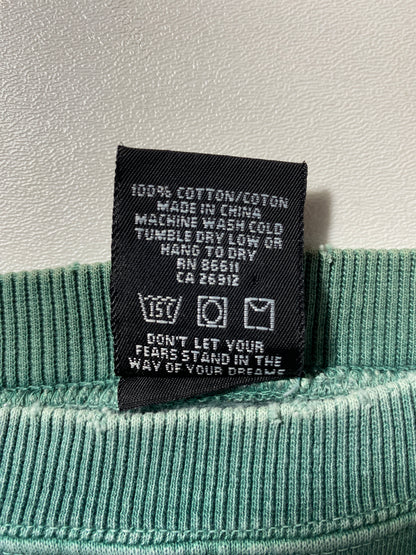 100% COTTON/COTON
MADE IN CHINA
MACHINE WASH COLD
TUMBLE DRY LOW OR
HANG TO DRY
RN 86611
CA 26912
15C
DON'T LET YOUR
FEARS STAND IN THE
WAY OF YOUR DREAMS